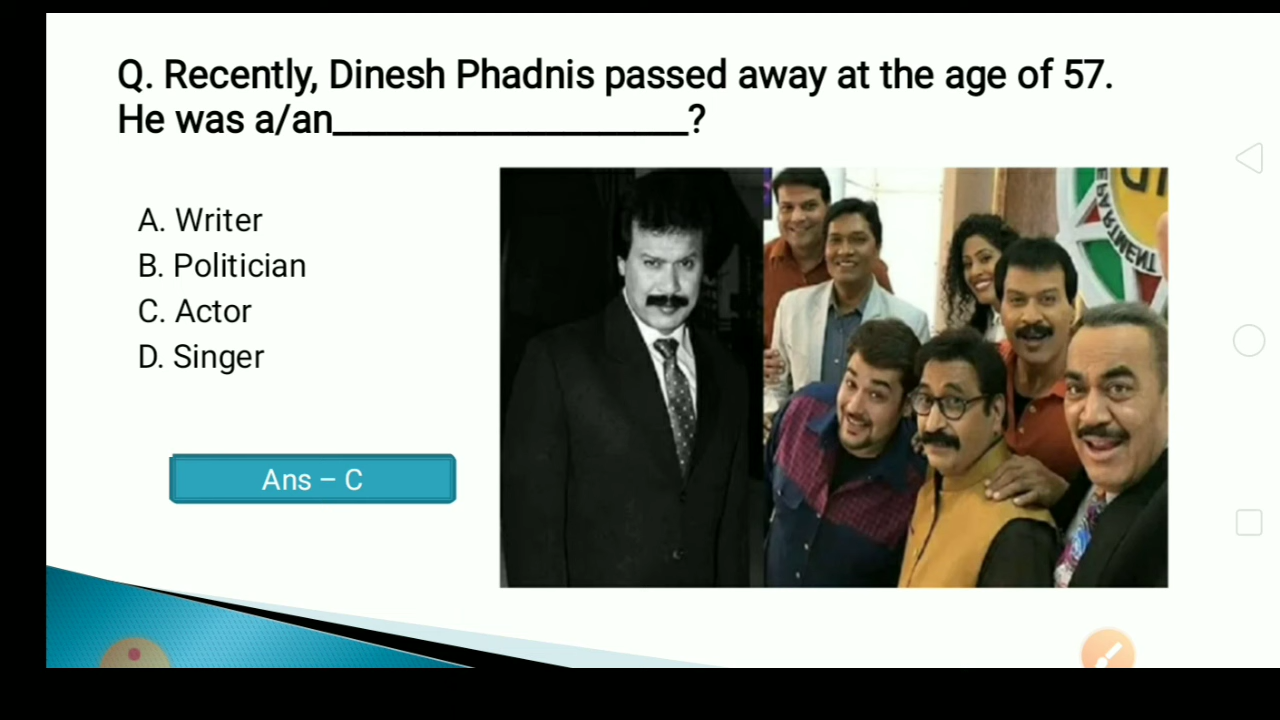 Q. Recently, Dinesh Phadnis passed away at the age of 57.
He was a/an___________________?
A. Writer
B. Politician
C. Actor
D. Singer
Ans – C